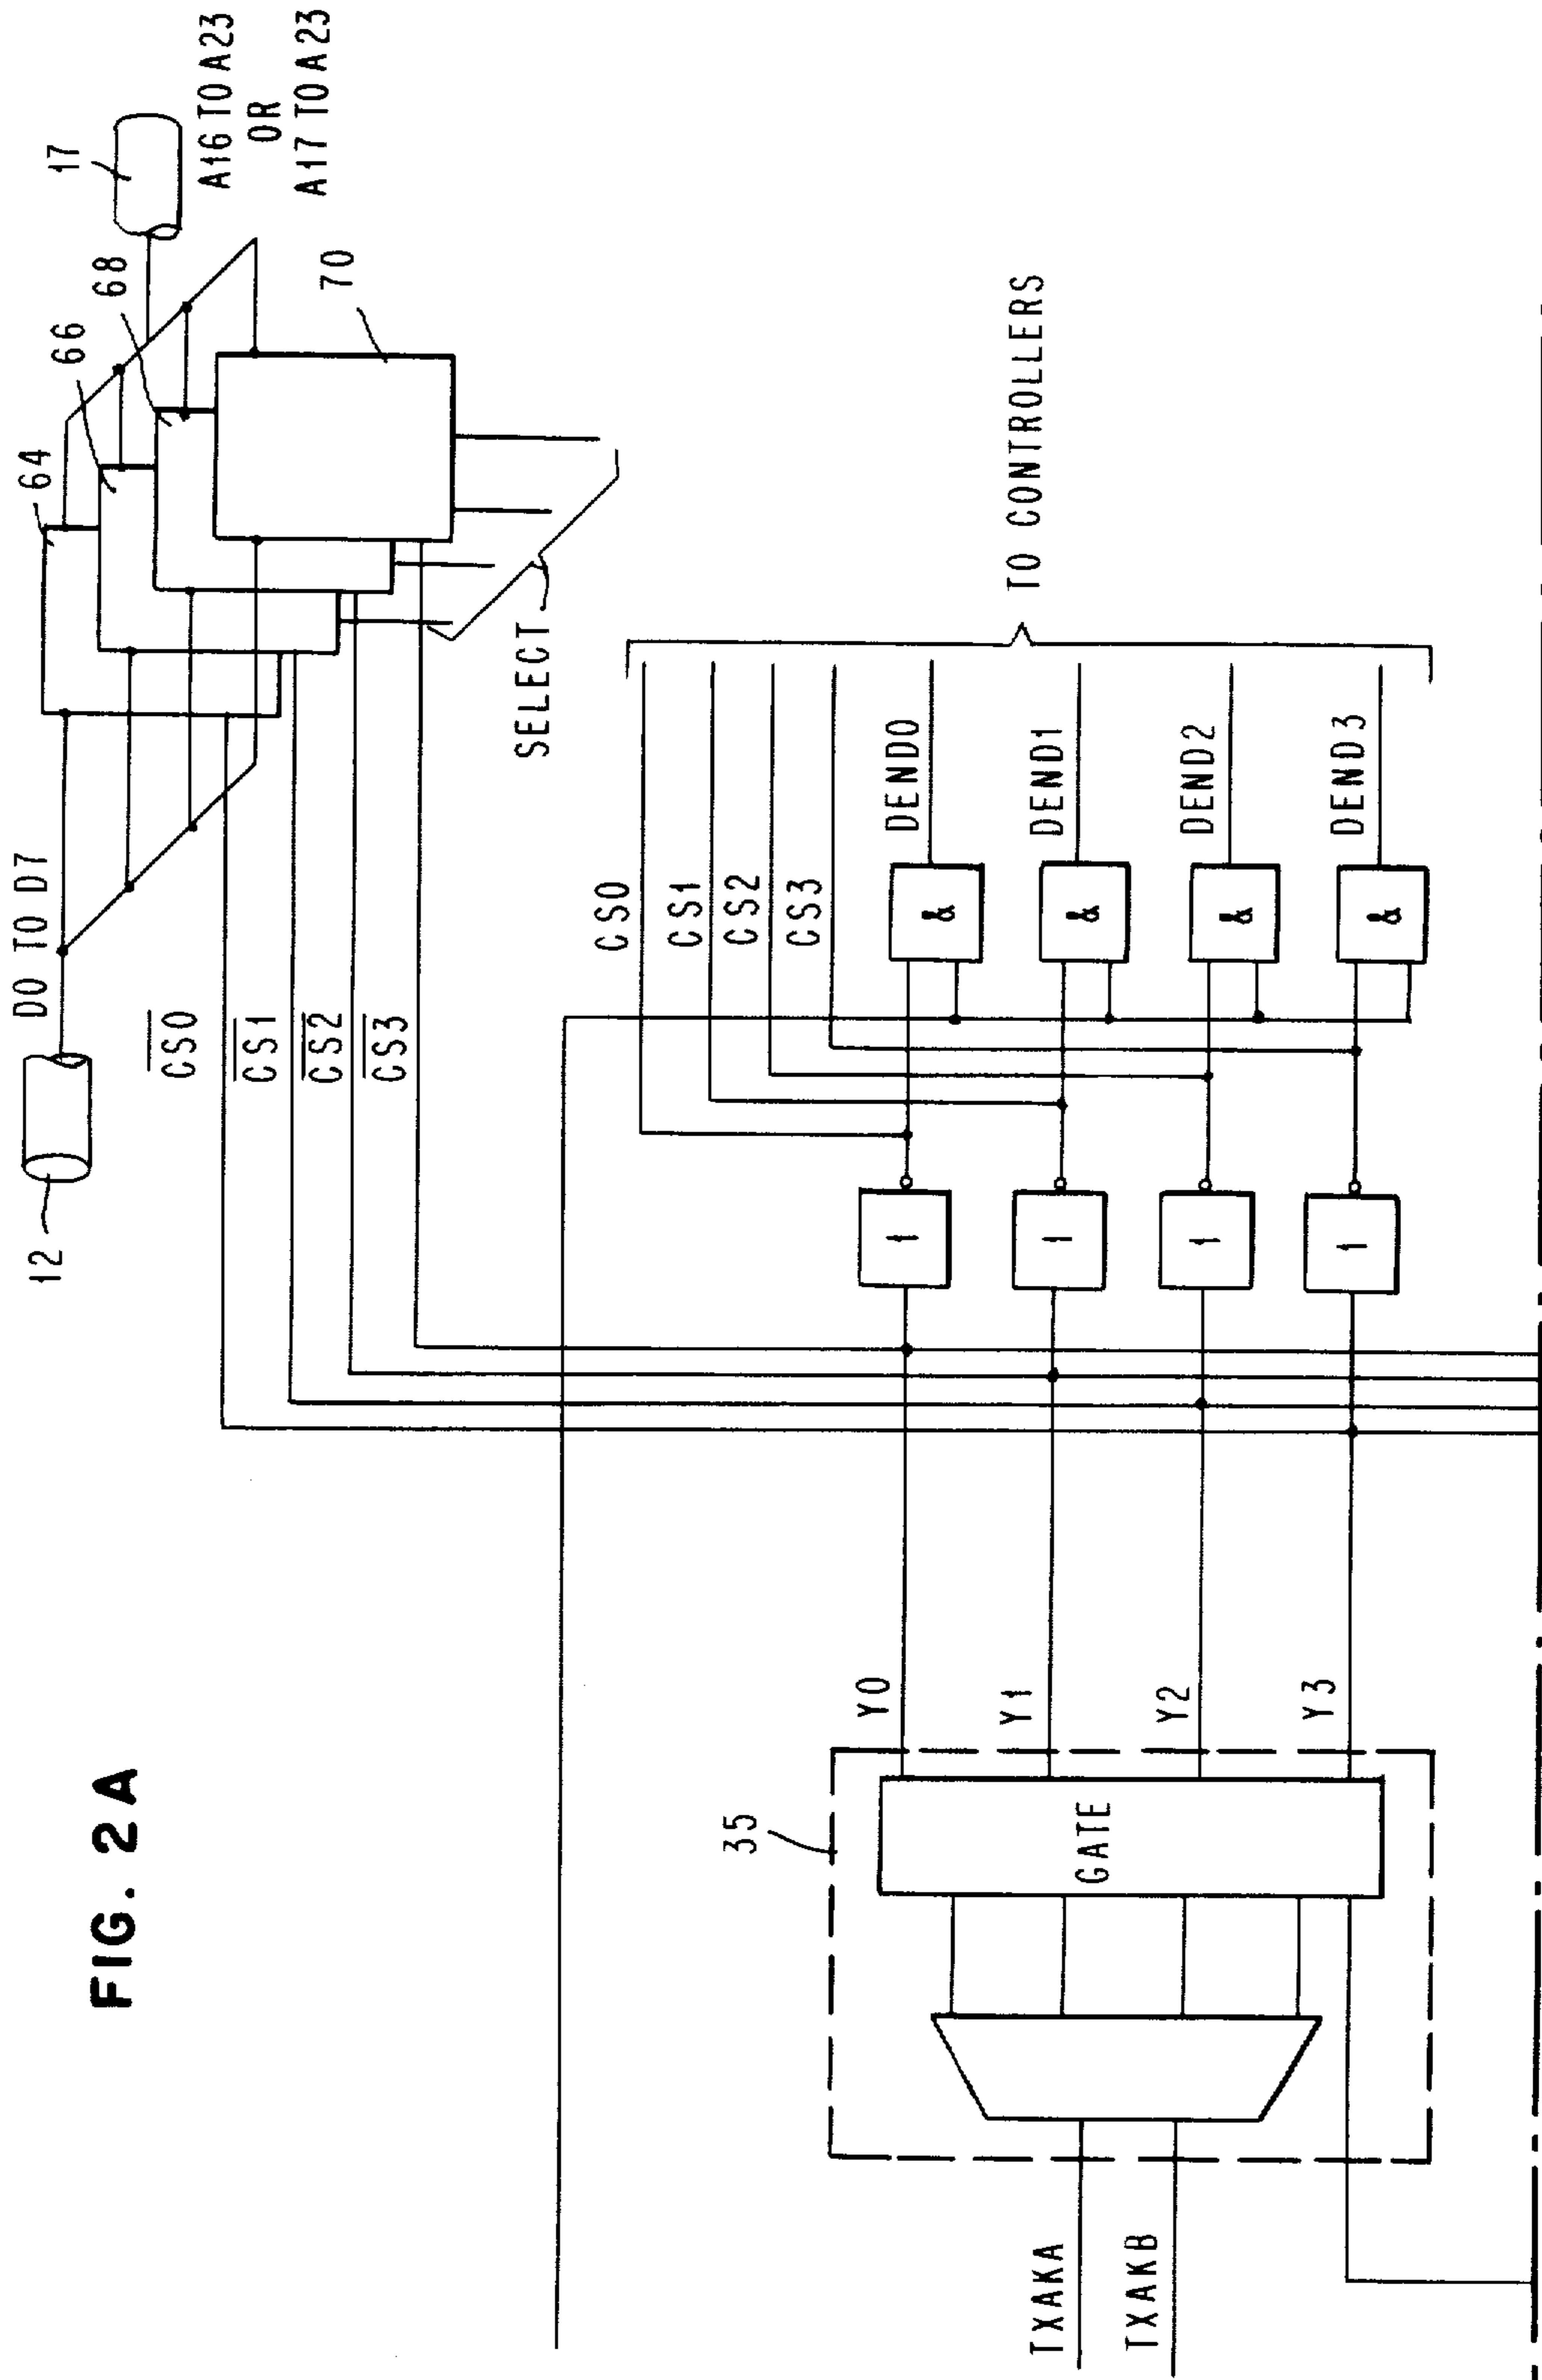 FIG. 2A
12
D0 TO D7
17
A16 TO A23
OR
A17 TO A23
64
66
68
70
CS0
CS1
CS2
CS3
SELECT
CS0
CS1
CS2
CS3
TO CONTROLLERS
DEND0
DEND1
DEND2
DEND3
&
&
&
&
1
1
1
1
35
GATE
Y0
Y1
Y2
Y3
TXAKA
TXAKB